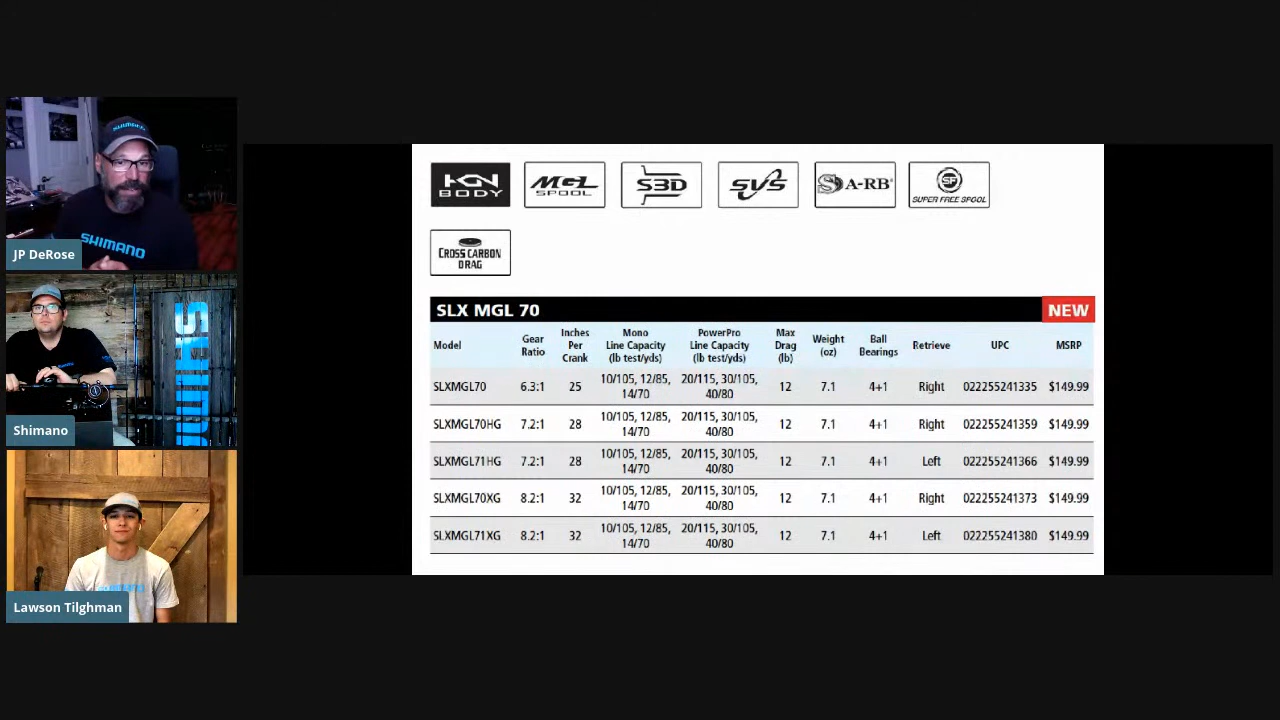 SHIMANO
SHIMANO
JP DeRose
SHIMANO
Shimano
Lawson Tilghman
HGN BODY
MGL SPOOL
S3D
SVS
S A-RB®
SF
SUPER FREE SPOOL
CROSS CARBON
DRAG
SLX MGL 70 NEW
Model Gear Ratio Inches Per Crank Mono Line Capacity (lb test/yds) PowerPro Line Capacity (lb test/yds) Max Drag (lb) Weight (oz) Ball Bearings Retrieve UPC MSRP
SLXMGL70 6.3:1 25 10/105, 12/85, 14/70 20/115, 30/105, 40/80 12 7.1 4+1 Right 022255241335 $149.99
SLXMGL70HG 7.2:1 28 10/105, 12/85, 14/70 20/115, 30/105, 40/80 12 7.1 4+1 Right 022255241359 $149.99
SLXMGL71HG 7.2:1 28 10/105, 12/85, 14/70 20/115, 30/105, 40/80 12 7.1 4+1 Left 022255241366 $149.99
SLXMGL70XG 8.2:1 32 10/105, 12/85, 14/70 20/115, 30/105, 40/80 12 7.1 4+1 Right 022255241373 $149.99
SLXMGL71XG 8.2:1 32 10/105, 12/85, 14/70 20/115, 30/105, 40/80 12 7.1 4+1 Left 022255241380 $149.99